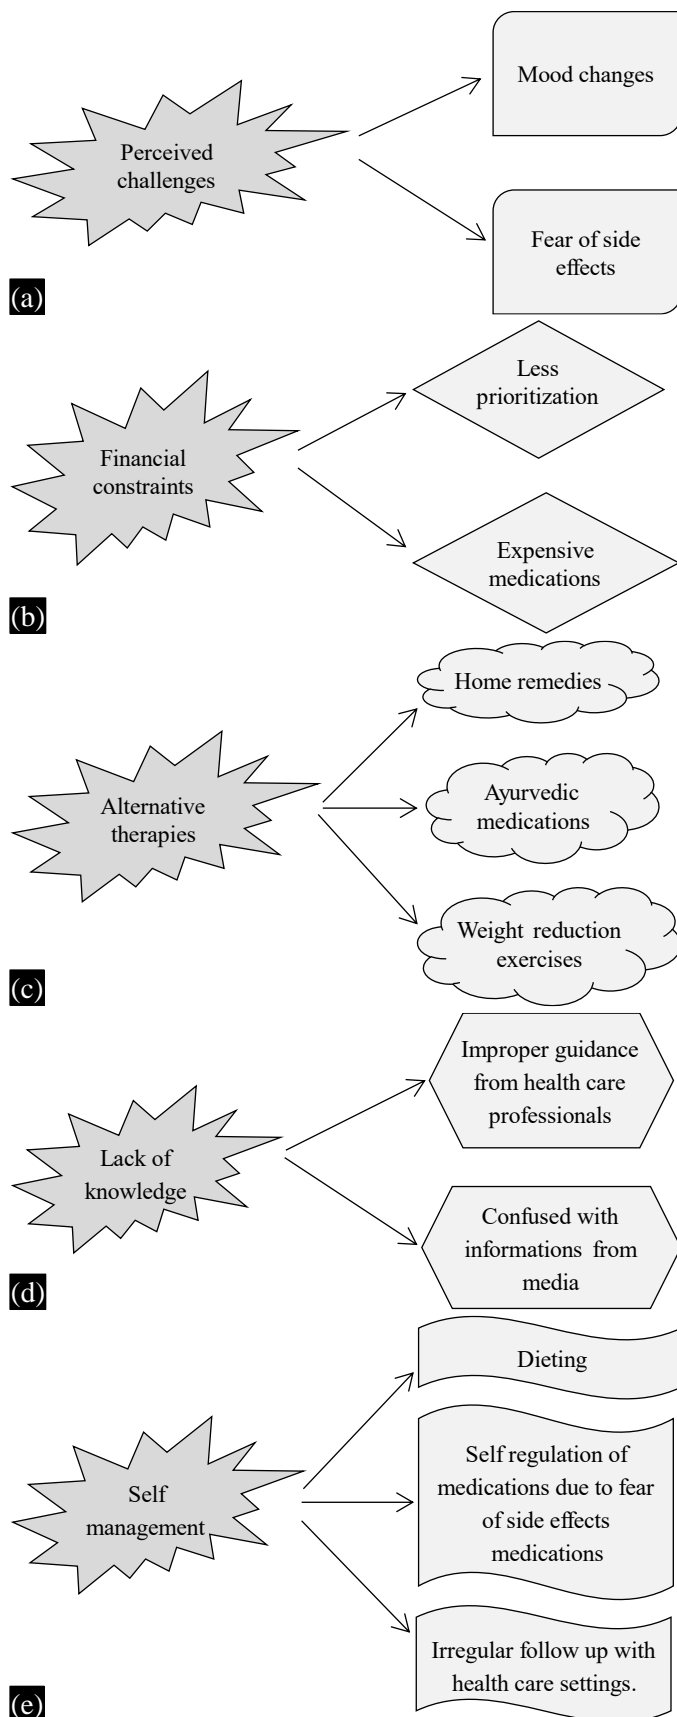 Perceived
challenges
Mood changes
Fear of side
effects
(a)
Financial
constraints
Less
prioritization
Expensive
medications
(b)
Alternative
therapies
Home remedies
Ayurvedic
medications
Weight reduction
exercises
(c)
Lack of
knowledge
Improper guidance
from health care
professionals
Confused with
informations from
media
(d)
Self
management
Dieting
Self regulation of
medications due to fear
of side effects
medications
Irregular follow up with
health care settings.
(e)